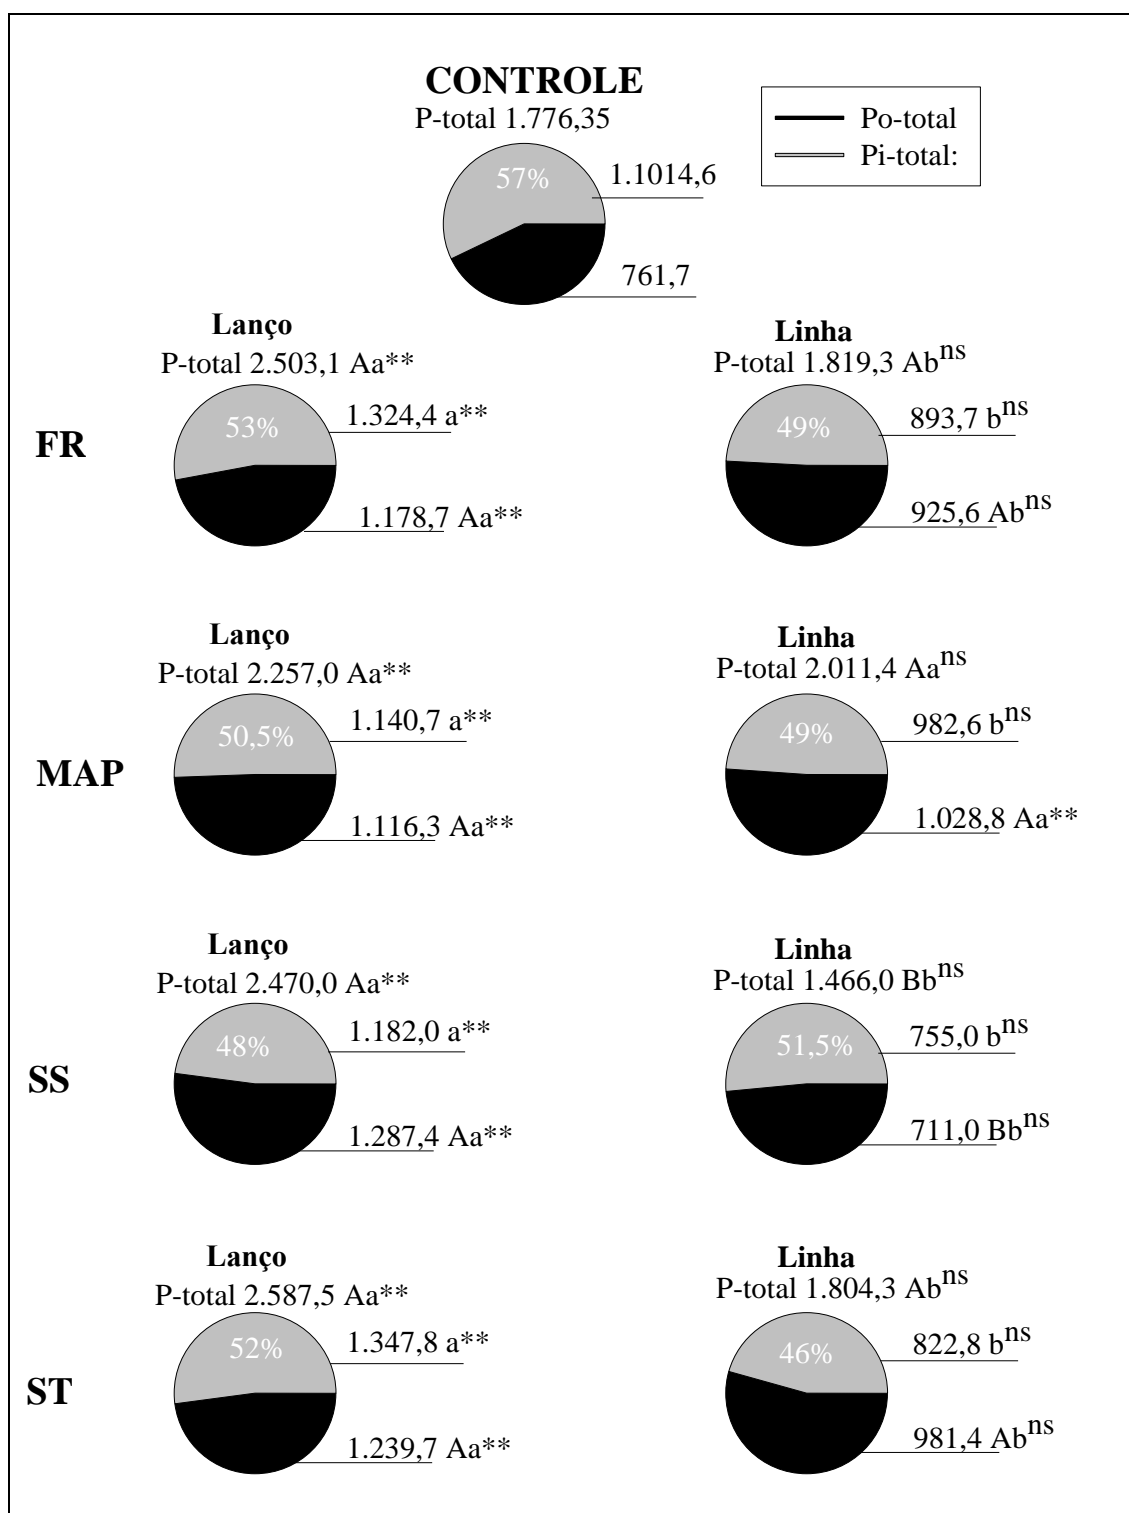 CONTROLE
P-total 1.776,35
Po-total
Pi-total:
57%
1.1014,6
761,7
Lanço
P-total 2.503,1 Aa**
53%
1.324,4 a**
1.178,7 Aa**
Linha
P-total 1.819,3 Ab^ns
49%
893,7 b^ns
925,6 Ab^ns
FR
Lanço
P-total 2.257,0 Aa**
50,5%
1.140,7 a**
1.116,3 Aa**
Linha
P-total 2.011,4 Aa^ns
49%
982,6 b^ns
1.028,8 Aa**
MAP
Lanço
P-total 2.470,0 Aa**
48%
1.182,0 a**
1.287,4 Aa**
Linha
P-total 1.466,0 Bb^ns
51,5%
755,0 b^ns
711,0 Bb^ns
SS
Lanço
P-total 2.587,5 Aa**
52%
1.347,8 a**
1.239,7 Aa**
Linha
P-total 1.804,3 Ab^ns
46%
822,8 b^ns
981,4 Ab^ns
ST